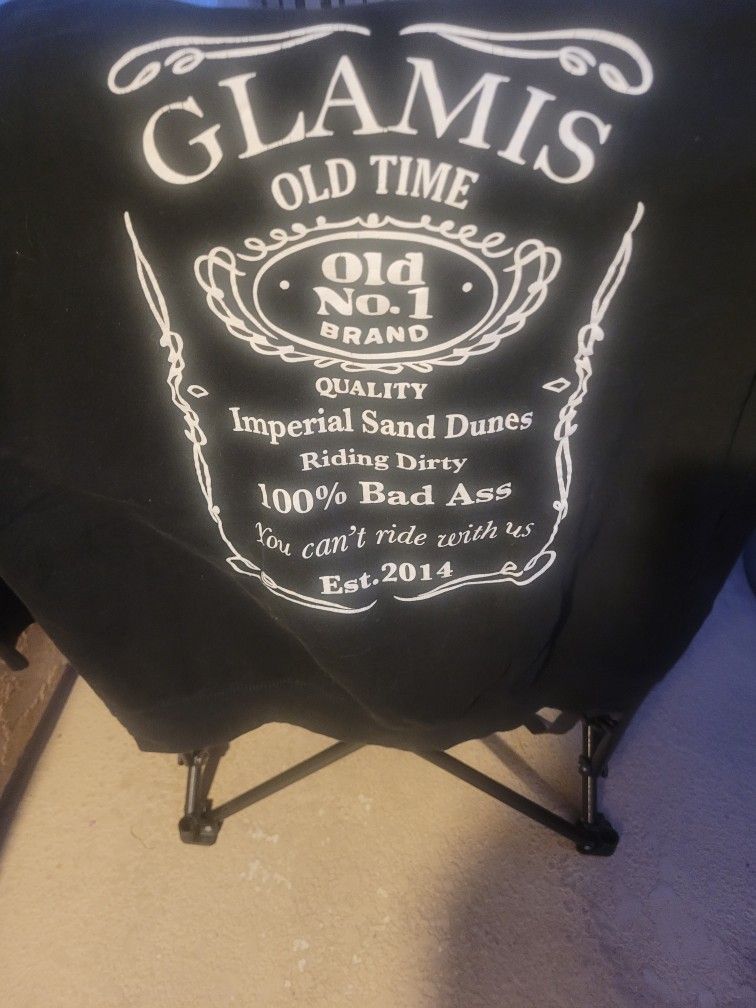 GLAMIS
OLD TIME
Old
No.1
BRAND
QUALITY
Imperial Sand Dunes
Riding Dirty
100% Bad Ass
You can't ride with us
Est.2014